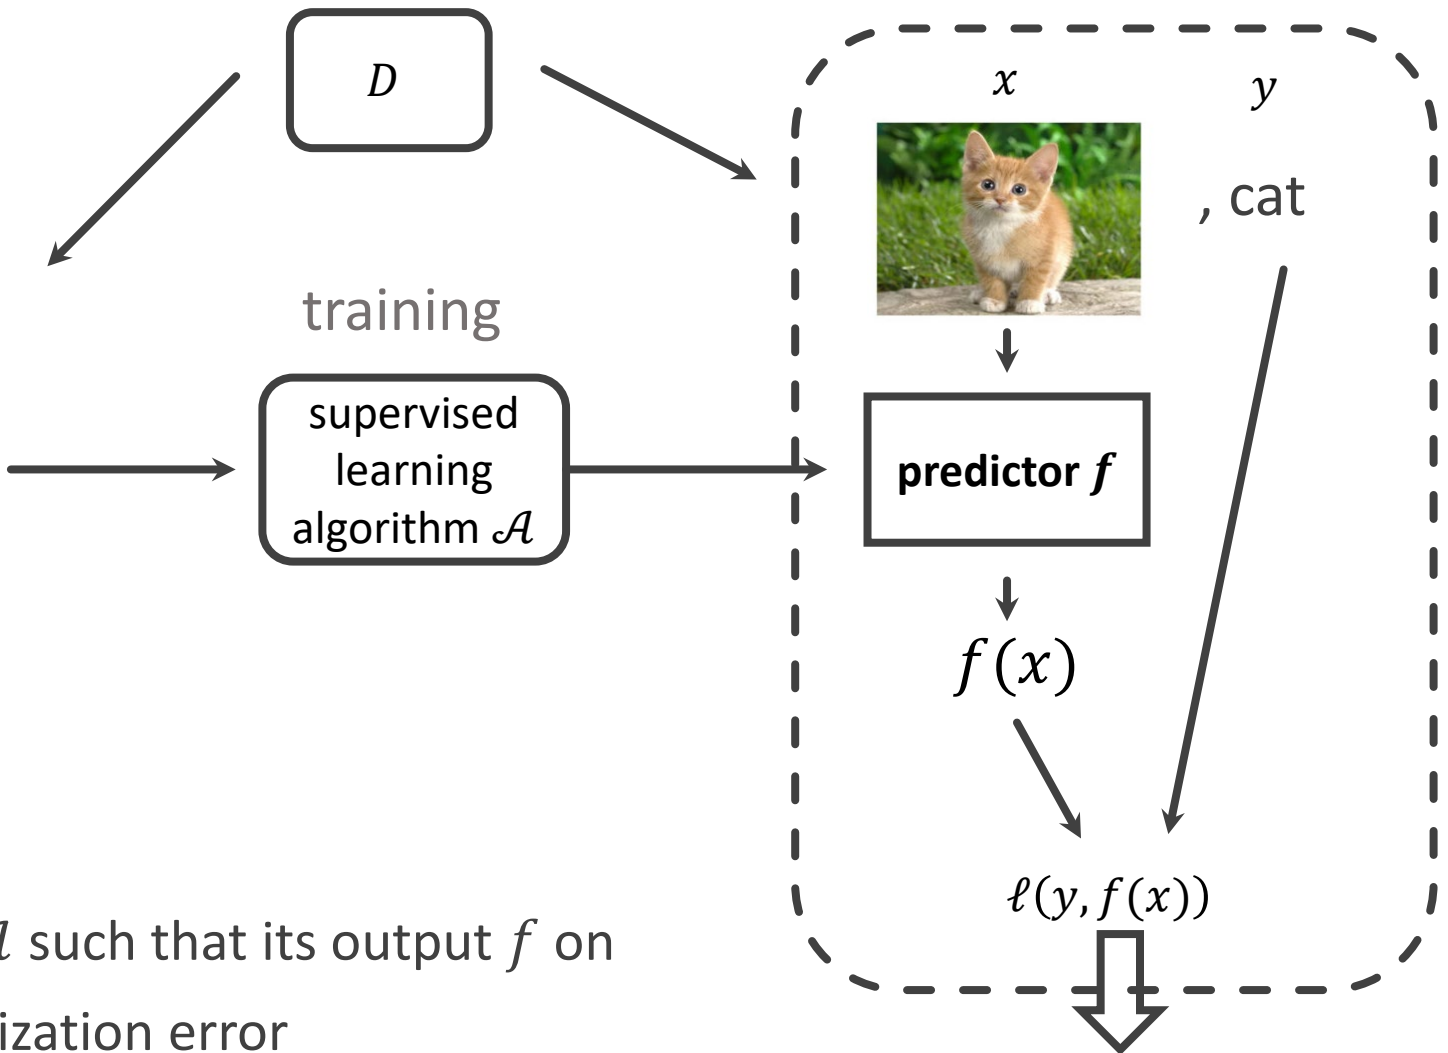 D
x
y
, cat
training
supervised
learning
algorithm 𝒜
predictor f
f(x)
ℓ(y, f(x))
such that its output f on
ization error